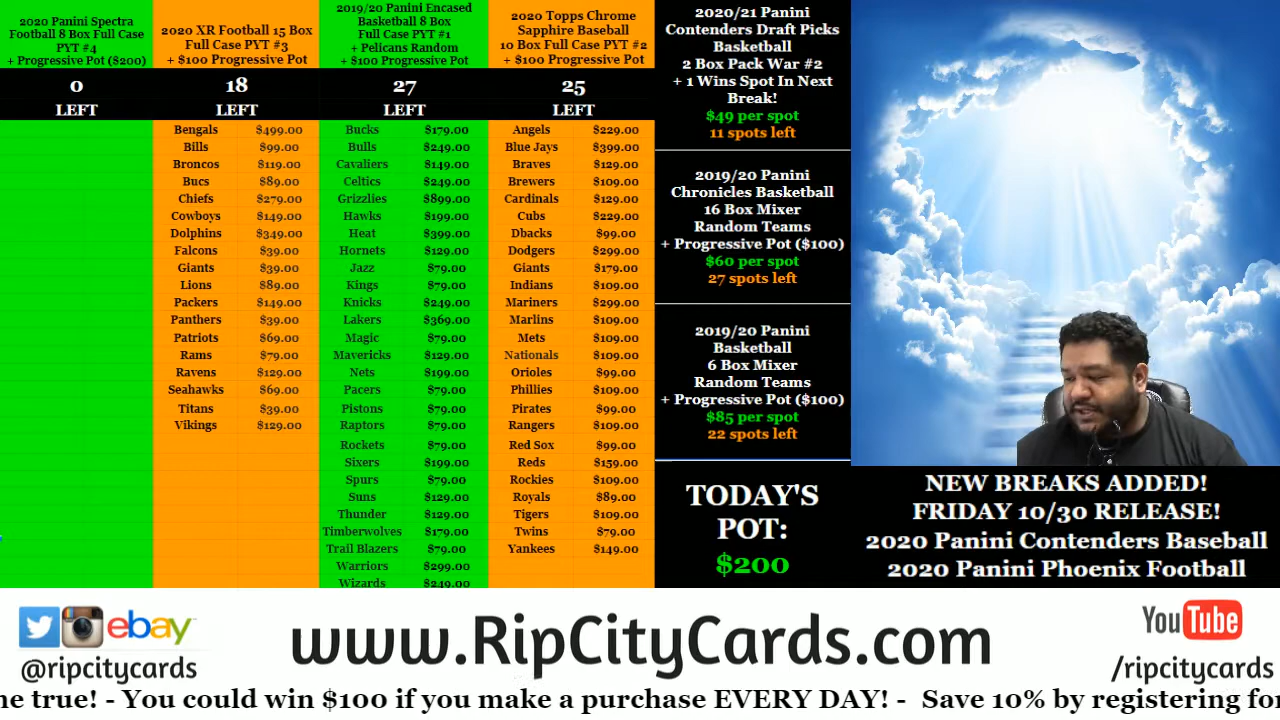 2020 Panini Spectra
Football 8 Box Full Case
PYT #4
+ Progressive Pot ($200)
0
LEFT
2020 XR Football 15 Box
Full Case PYT #3
+ $100 Progressive Pot
18
LEFT
Bengals $499.00
Bills $99.00
Broncos $119.00
Bucs $89.00
Chiefs $279.00
Cowboys $149.00
Dolphins $349.00
Falcons $39.00
Giants $39.00
Lions $89.00
Packers $149.00
Panthers $39.00
Patriots $69.00
Rams $79.00
Ravens $129.00
Seahawks $69.00
Titans $39.00
Vikings $129.00
2019/20 Panini Encased
Basketball 8 Box
Full Case PYT #1
+ Pelicans Random
+ $100 Progressive Pot
27
LEFT
Bucks $179.00
Bulls $249.00
Cavaliers $149.00
Celtics $249.00
Grizzlies $899.00
Hawks $199.00
Heat $399.00
Hornets $129.00
Jazz $79.00
Kings $79.00
Knicks $249.00
Lakers $369.00
Magic $79.00
Mavericks $129.00
Nets $199.00
Pacers $79.00
Pistons $79.00
Raptors $79.00
Rockets $79.00
Sixers $199.00
Spurs $79.00
Suns $129.00
Thunder $129.00
Timberwolves $179.00
Trail Blazers $79.00
Warriors $299.00
Wizards $249.00
2020 Topps Chrome
Sapphire Baseball
10 Box Full Case PYT #2
+ $100 Progressive Pot
25
LEFT
Angels $229.00
Blue Jays $399.00
Braves $129.00
Brewers $109.00
Cardinals $129.00
Cubs $229.00
Dbacks $99.00
Dodgers $299.00
Giants $179.00
Indians $109.00
Mariners $299.00
Marlins $109.00
Mets $109.00
Nationals $109.00
Orioles $99.00
Phillies $109.00
Pirates $99.00
Rangers $109.00
Red Sox $99.00
Reds $159.00
Rockies $109.00
Royals $89.00
Tigers $109.00
Twins $79.00
Yankees $149.00
2020/21 Panini
Contenders Draft Picks
Basketball
2 Box Pack War #2
+ 1 Wins Spot In Next
Break!
$49 per spot
11 spots left
2019/20 Panini
Chronicles Basketball
16 Box Mixer
Random Teams
+ Progressive Pot ($100)
$60 per spot
27 spots left
2019/20 Panini
Basketball
6 Box Mixer
Random Teams
+ Progressive Pot ($100)
$85 per spot
22 spots left
TODAY'S
POT:
$200
NEW BREAKS ADDED!
FRIDAY 10/30 RELEASE!
2020 Panini Contenders Baseball
2020 Panini Phoenix Football
ebay
@ripcitycards
www.RipCityCards.com
YouTube
/ripcitycards
ne true! - You could win $100 if you make a purchase EVERY DAY! - Save 10% by registering for